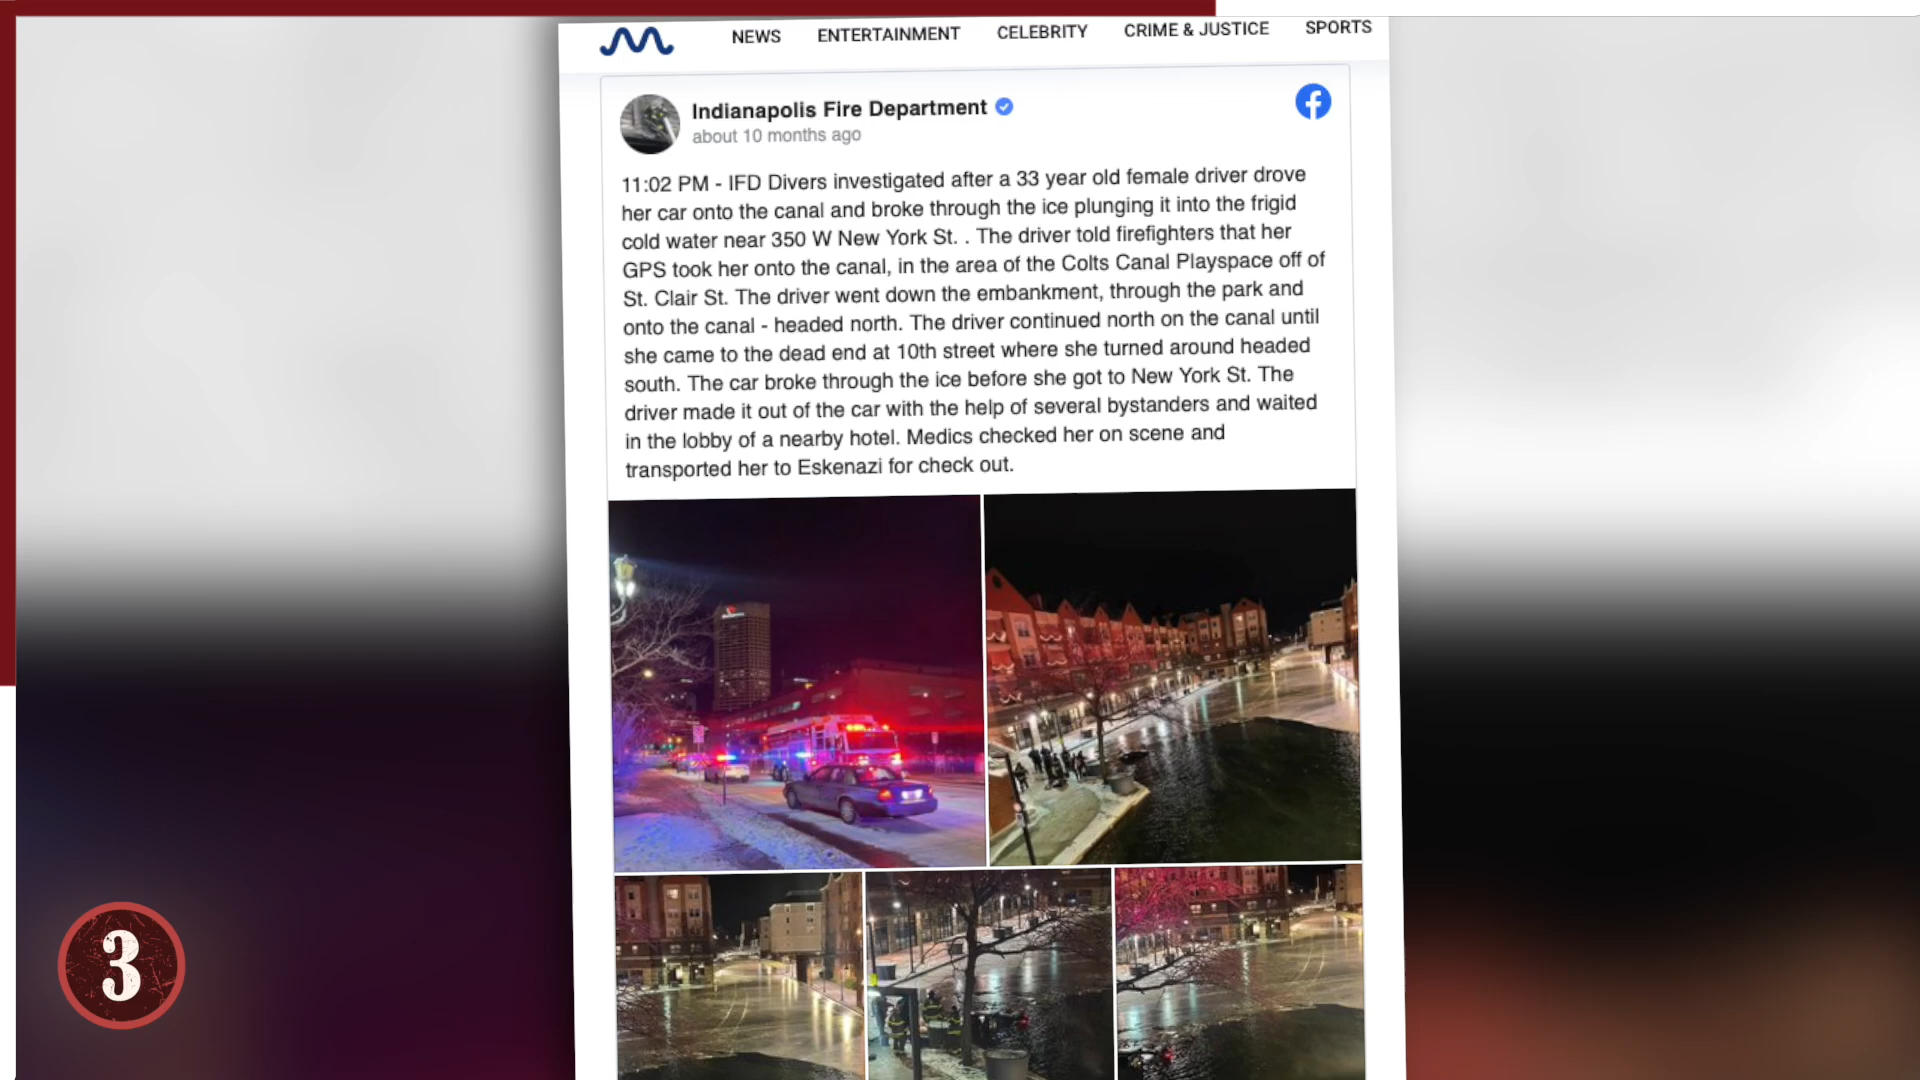 NEWS ENTERTAINMENT CELEBRITY CRIME & JUSTICE SPORTS
Indianapolis Fire Department
about 10 months ago
11:02 PM - IFD Divers investigated after a 33 year old female driver drove
her car onto the canal and broke through the ice plunging it into the frigid
cold water near 350 W New York St. . The driver told firefighters that her
GPS took her onto the canal, in the area of the Colts Canal Playspace off of
St. Clair St. The driver went down the embankment, through the park and
onto the canal - headed north. The driver continued north on the canal until
she came to the dead end at 10th street where she turned around headed
south. The car broke through the ice before she got to New York St. The
driver made it out of the car with the help of several bystanders and waited
in the lobby of a nearby hotel. Medics checked her on scene and
transported her to Eskenazi for check out.
3